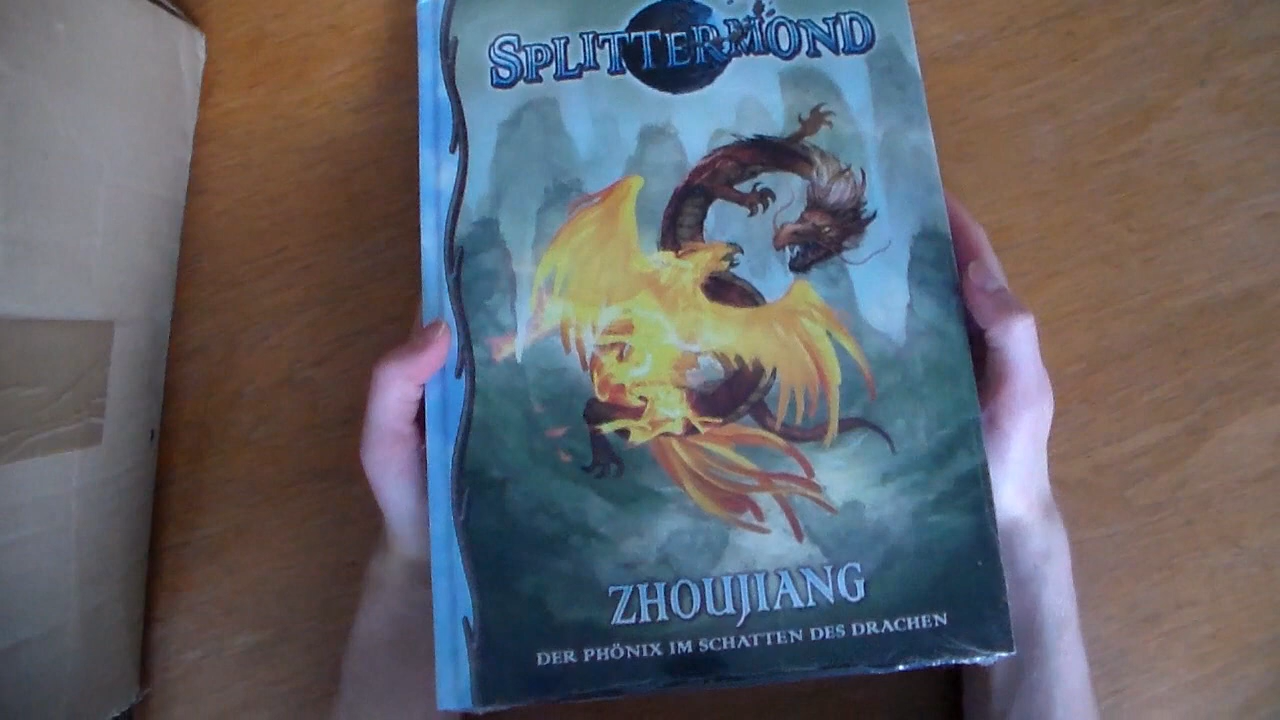 SPLITTERMOND
ZHOUJIANG
DER PHÖNIX IM SCHATTEN DES DRACHEN